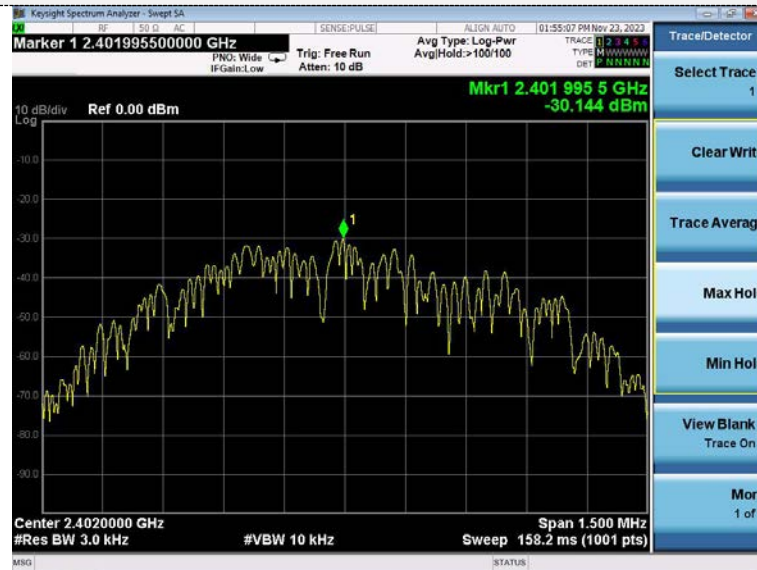 Keysight Spectrum Analyzer - Swept SA
RF 50 Ω AC SENSE:PULSE ALIGN AUTO 01:55:07 PM Nov 23, 2023
Marker 1 2.401995500000 GHz
PNO: Wide
IFGain:Low
Trig: Free Run
Atten: 10 dB
Avg Type: Log-Pwr
Avg|Hold:>100/100
TRACE 1 2 3 4 5 6
TYPE M W W W W W
DET P N N N N N
Mkr1 2.401 995 5 GHz
-30.144 dBm
10 dB/div Ref 0.00 dBm
Log
1
-10.0
-20.0
-30.0
-40.0
-50.0
-60.0
-70.0
-80.0
-90.0
Center 2.4020000 GHz
Span 1.500 MHz
#Res BW 3.0 kHz
#VBW 10 kHz
Sweep 158.2 ms (1001 pts)
MSG
STATUS
Trace/Detector
Select Trace
1
Clear Writ
Trace Averag
Max Hol
Min Hol
View Blank
Trace On
Mor
1 of